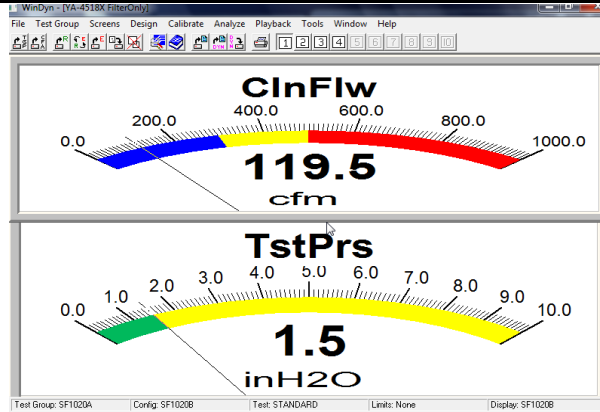 WinDyn - [YA-4518X FilterOnly]
File Test Group Screens Design Calibrate Analyze Playback Tools Window Help
1 2 3 4 5 6 7 8 9 10
ClnFlw
0.0 200.0 400.0 600.0 800.0 1000.0
119.5
cfm
TstPrs
0.0 1.0 2.0 3.0 4.0 5.0 6.0 7.0 8.0 9.0 10.0
1.5
inH2O
Test Group: SF1020A Config: SF1020B Test: STANDARD Limits: None Display: SF1020B